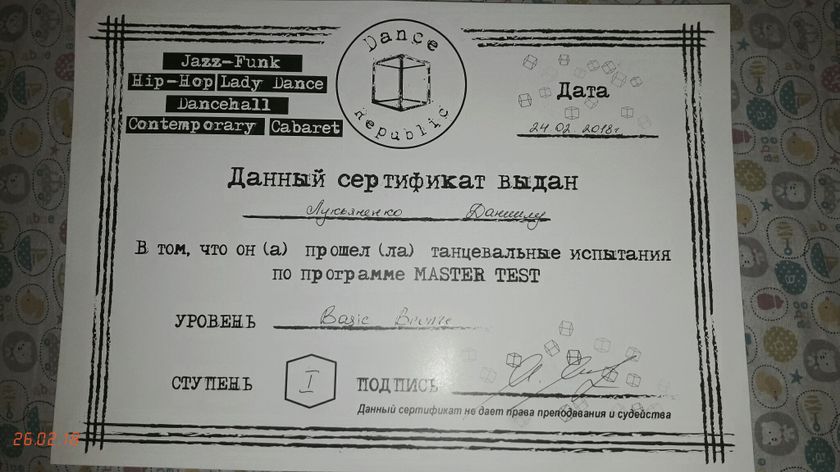 Jazz-Funk
Hip-Hop Lady Dance
Dancehall
Contemporary Cabaret
Dance
Republic
Дата
24 02 2018г
Данный сертификат выдан
Лукьяненко Даниилу
В том, что он (а) прошел (ла) танцевальные испытания
по программе MASTER TEST
УРОВЕНЬ Basic
СТУПЕНЬ I ПОДПИСЬ
Данный сертификат не дает права преподавания и судейства
26.02.18